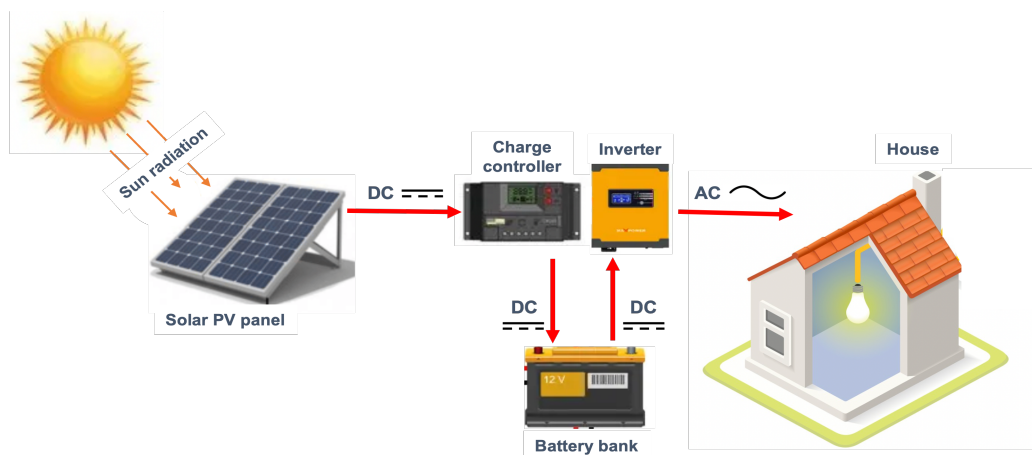 Sun radiation
Solar PV panel
DC
Charge
controller
Inverter
AC
House
DC
DC
12 V
Battery bank